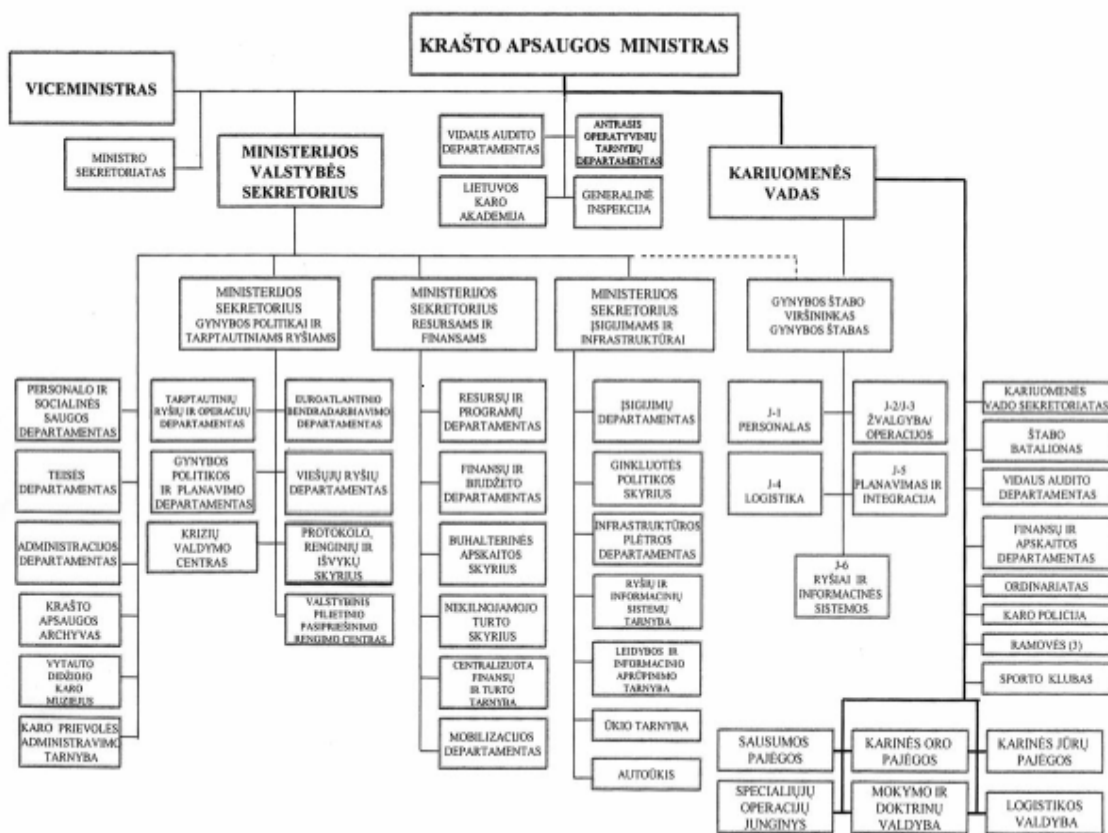 KRAŠTO APSAUGOS MINISTRAS
VICEMINISTRAS
MINISTRO
SEKRETORIATAS
MINISTERIJOS
VALSTYBĖS
SEKRETORIUS
VIDAUS AUDITO
DEPARTAMENTAS
ANTRASIS
OPERATYVINIŲ
TARNYBŲ
DEPARTAMENTAS
LIETUVOS
KARO
AKADEMIJA
GENERALINĖ
INSPEKCIJA
KARIUOMENĖS
VADAS
MINISTERIJOS
SEKRETORIUS
GYNYBOS POLITIKAI IR
TARPTAUTINIAMS RYŠIAMS
MINISTERIJOS
SEKRETORIUS
RESURSAMS IR
FINANSAMS
MINISTERIJOS
SEKRETORIUS
ĮSIGIJIMAMS IR
INFRASTRUKTŪRAI
GYNYBOS ŠTABO
VIRŠININKAS
GYNYBOS ŠTABAS
PERSONALO IR
SOCIALINĖS
SAUGOS
DEPARTAMENTAS
TEISĖS
DEPARTAMENTAS
ADMINISTRACIJOS
DEPARTAMENTAS
KRAŠTO
APSAUGOS
ARCHYVAS
VYTAUTO
DIDŽIOJO
KARO
MUZIEJUS
KARO PRIEVOLĖS
ADMINISTRAVIMO
TARNYBA
TARPTAUTINIŲ
RYŠIŲ IR OPERACIJŲ
DEPARTAMENTAS
GYNYBOS
POLITIKOS
IR PLANAVIMO
DEPARTAMENTAS
KRIZIŲ
VALDYMO
CENTRAS
EUROATLANTINIO
BENDRADARBIAVIMO
DEPARTAMENTAS
VIEŠŲJŲ RYŠIŲ
DEPARTAMENTAS
PROTOKOLO,
RENGINIŲ IR
IŠVYKŲ
SKYRIUS
VALSTYBINIS
PILIETINIO
PASIPRIEŠINIMO
RENGIMO CENTRAS
RESURSŲ IR
PROGRAMŲ
DEPARTAMENTAS
FINANSŲ IR
BIUDŽETO
DEPARTAMENTAS
BUHALTERINĖS
APSKAITOS
SKYRIUS
NEKILNOJAMOJO
TURTO
SKYRIUS
CENTRALIZUOTA
FINANSŲ
IR TURTO
TARNYBA
MOBILIZACIJOS
DEPARTAMENTAS
ĮSIGIJIMŲ
DEPARTAMENTAS
GINKLUOTĖS
POLITIKOS
SKYRIUS
INFRASTRUKTŪROS
PLĖTROS
DEPARTAMENTAS
RYŠIŲ IR
INFORMACINIŲ
SISTEMŲ
TARNYBA
LEIDYBOS IR
INFORMACINIO
APRŪPINIMO
TARNYBA
ŪKIO TARNYBA
AUTOŪKIS
J-1
PERSONALAS
J-2/J-3
ŽVALGYBA/
OPERACIJOS
J-4
LOGISTIKA
J-5
PLANAVIMAS IR
INTEGRACIJA
J-6
RYŠIAI IR
INFORMACINĖS
SISTEMOS
KARIUOMENĖS
VADO SEKRETORIATAS
ŠTABO
BATALIONAS
VIDAUS AUDITO
DEPARTAMENTAS
FINANSŲ IR
APSKAITOS
DEPARTAMENTAS
ORDINARIATAS
KARO POLICIJA
RAMOVĖS (3)
SPORTO KLUBAS
SAUSUMOS
PAJĖGOS
KARINĖS ORO
PAJĖGOS
KARINĖS JŪRŲ
PAJĖGOS
SPECIALIŲJŲ
OPERACIJŲ
JUNGINYS
MOKYMO IR
DOKTRINŲ
VALDYBA
LOGISTIKOS
VALDYBA